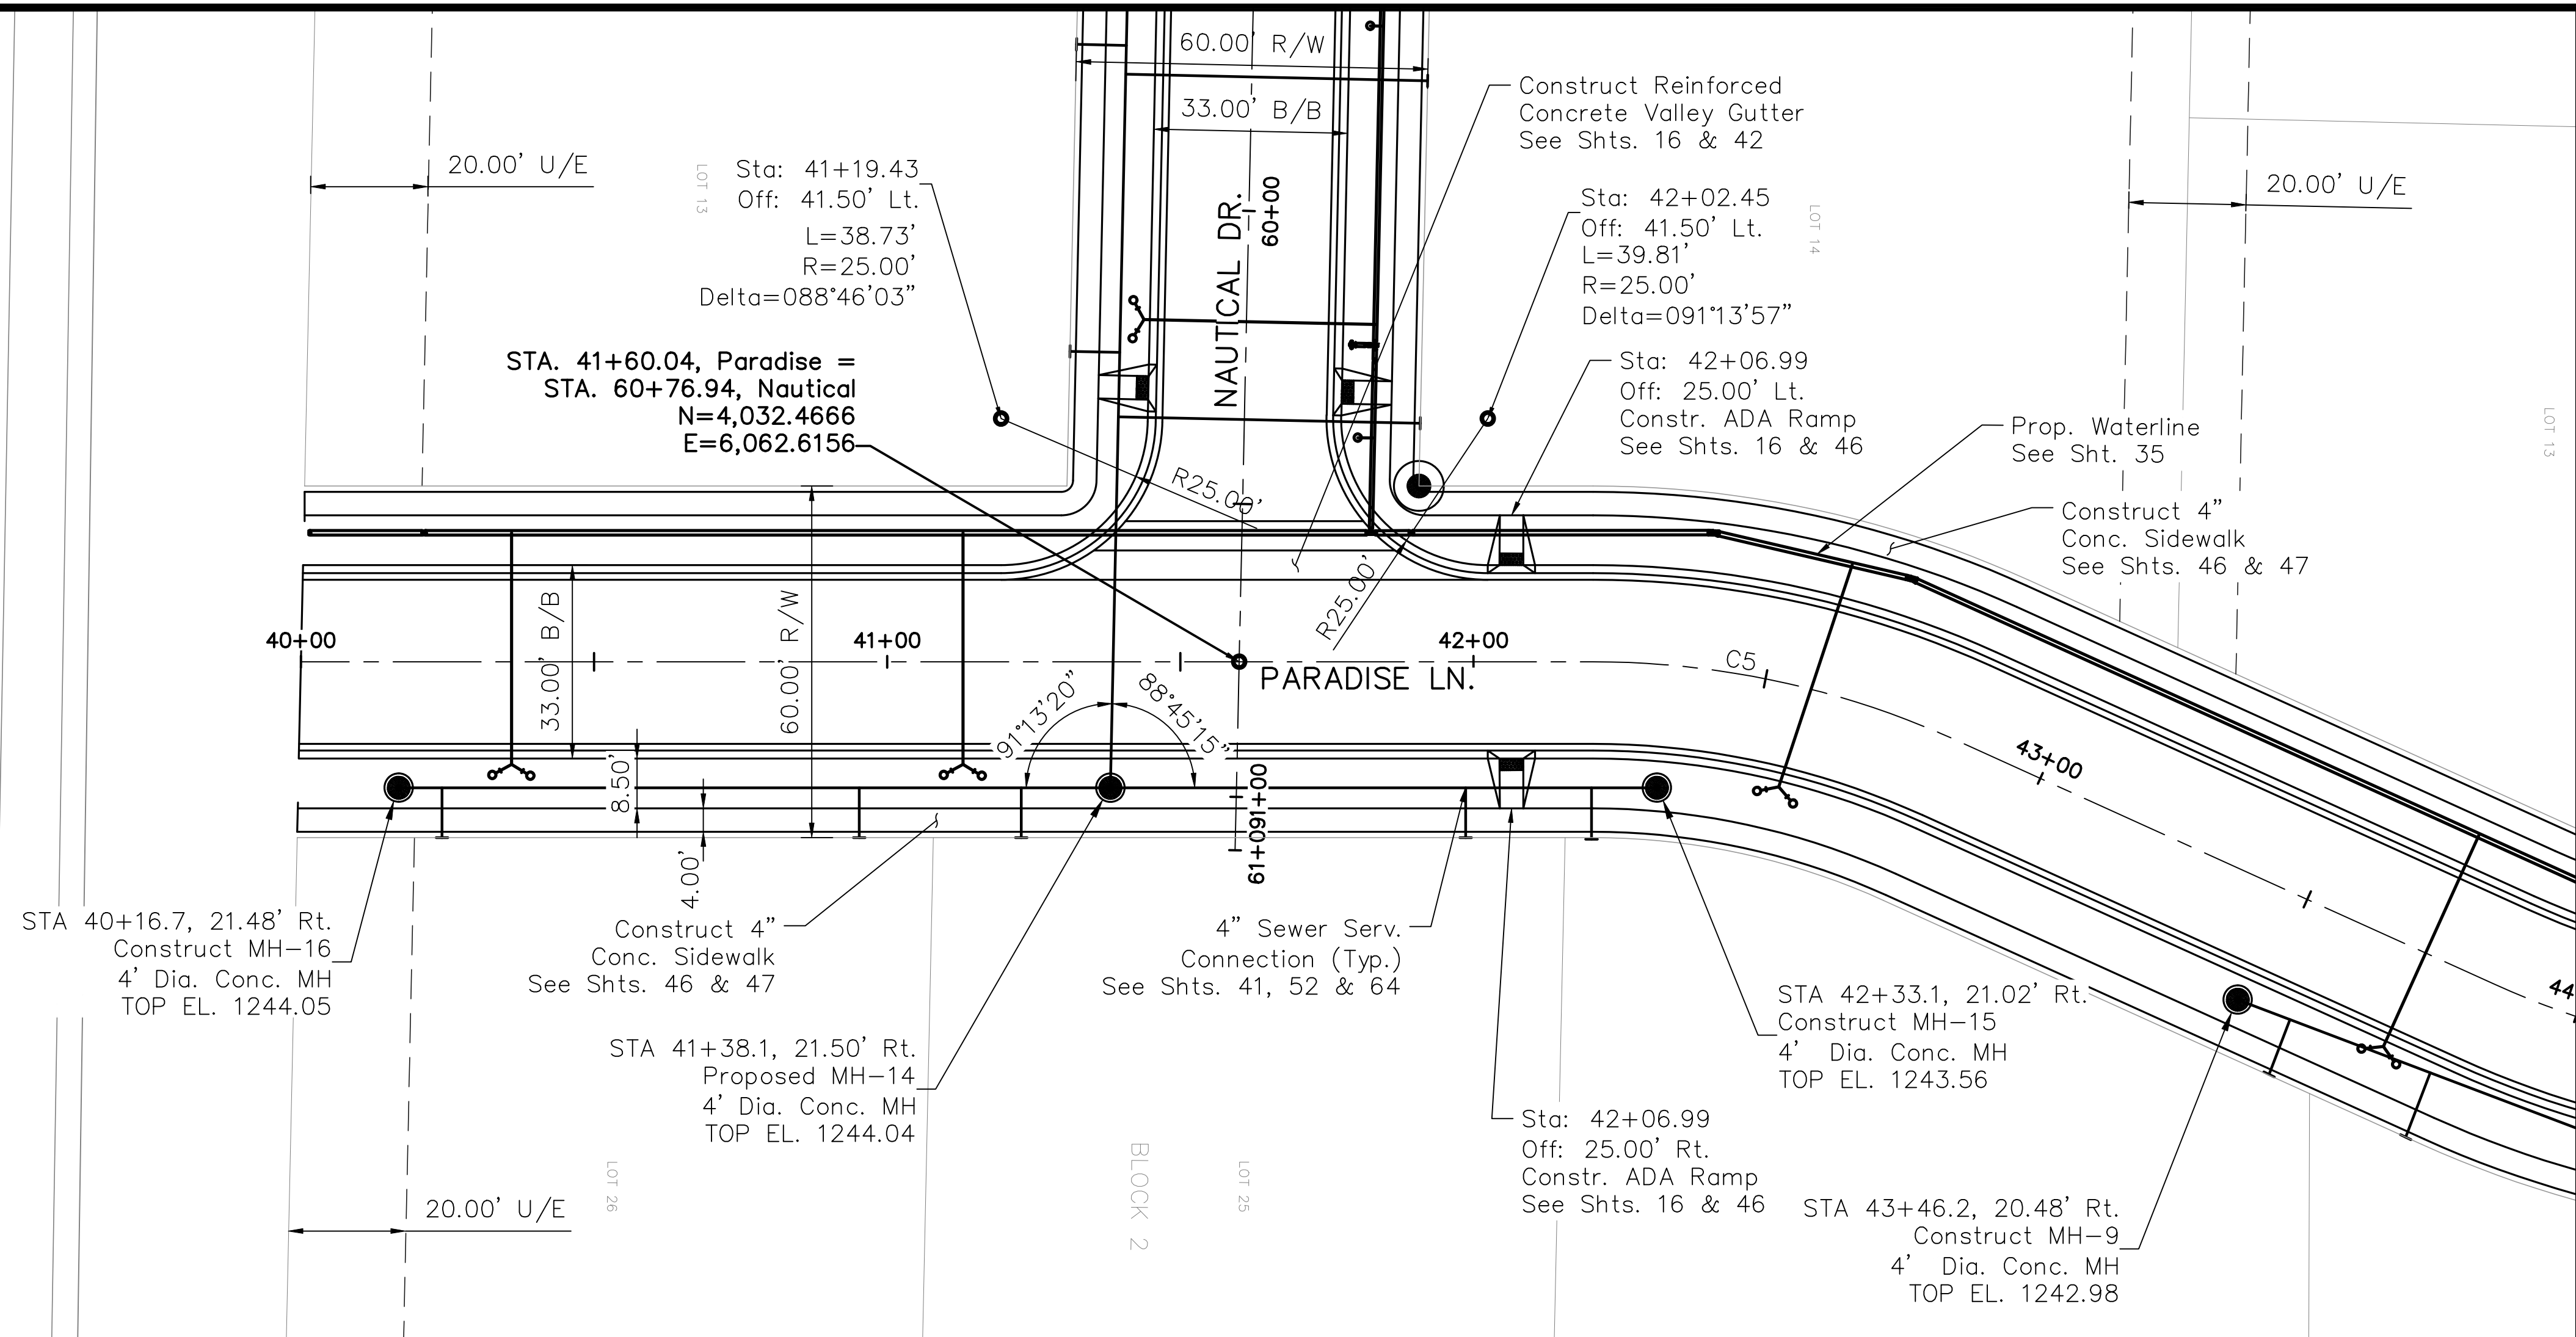 60.00' R/W
33.00' B/B
Construct Reinforced
Concrete Valley Gutter
See Shts. 16 & 42
20.00' U/E
LOT 13
Sta: 41+19.43
Off: 41.50' Lt.
L=38.73'
R=25.00'
Delta=088°46'03"
NAUTICAL DR.
60+00
Sta: 42+02.45
Off: 41.50' Lt.
L=39.81'
R=25.00'
Delta=091°13'57"
LOT 14
20.00' U/E
STA. 41+60.04, Paradise =
STA. 60+76.94, Nautical
N=4,032.4666
E=6,062.6156
Sta: 42+06.99
Off: 25.00' Lt.
Constr. ADA Ramp
See Shts. 16 & 46
Prop. Waterline
See Sht. 35
LOT 13
R25.00'
R25.00'
Construct 4"
Conc. Sidewalk
See Shts. 46 & 47
40+00
33.00' B/B
60.00' R/W
41+00
42+00
PARADISE LN.
C5
43+00
44
91°13'20"
88°45'15"
8.50'
4.00'
61+00
STA 40+16.7, 21.48' Rt.
Construct MH-16
4' Dia. Conc. MH
TOP EL. 1244.05
Construct 4"
Conc. Sidewalk
See Shts. 46 & 47
4" Sewer Serv.
Connection (Typ.)
See Shts. 41, 52 & 64
STA 41+38.1, 21.50' Rt.
Proposed MH-14
4' Dia. Conc. MH
TOP EL. 1244.04
STA 42+33.1, 21.02' Rt.
Construct MH-15
4' Dia. Conc. MH
TOP EL. 1243.56
Sta: 42+06.99
Off: 25.00' Rt.
Constr. ADA Ramp
See Shts. 16 & 46
STA 43+46.2, 20.48' Rt.
Construct MH-9
4' Dia. Conc. MH
TOP EL. 1242.98
20.00' U/E
LOT 26
BLOCK 2
LOT 25